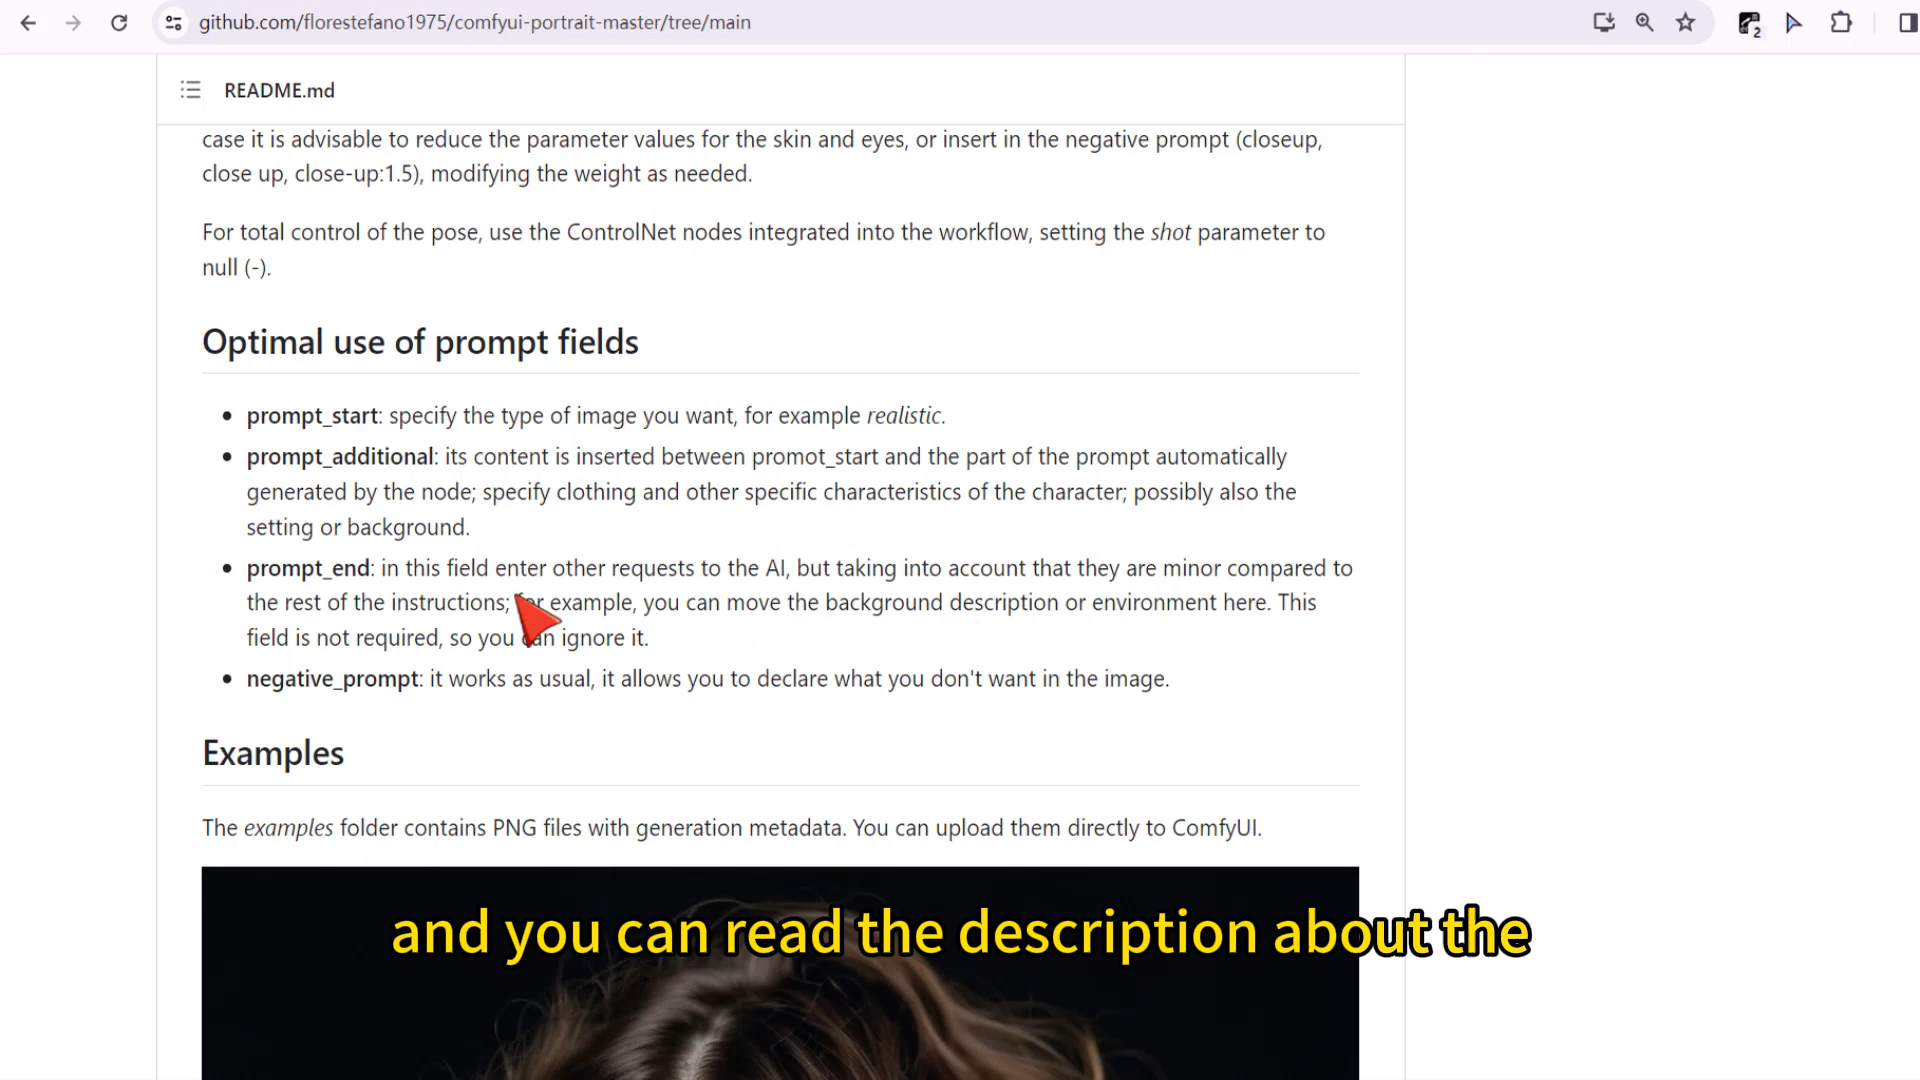 github.com/florestefano1975/comfyui-portrait-master/tree/main
2
README.md
case it is advisable to reduce the parameter values for the skin and eyes, or insert in the negative prompt (closeup,
close up, close-up:1.5), modifying the weight as needed.
For total control of the pose, use the ControlNet nodes integrated into the workflow, setting the shot parameter to
null (-).
Optimal use of prompt fields
• prompt_start: specify the type of image you want, for example realistic.
• prompt_additional: its content is inserted between promot_start and the part of the prompt automatically
generated by the node; specify clothing and other specific characteristics of the character; possibly also the
setting or background.
• prompt_end: in this field enter other requests to the AI, but taking into account that they are minor compared to
the rest of the instructions; for example, you can move the background description or environment here. This
field is not required, so you can ignore it.
• negative_prompt: it works as usual, it allows you to declare what you don't want in the image.
Examples
The examples folder contains PNG files with generation metadata. You can upload them directly to ComfyUI.
and you can read the description about the